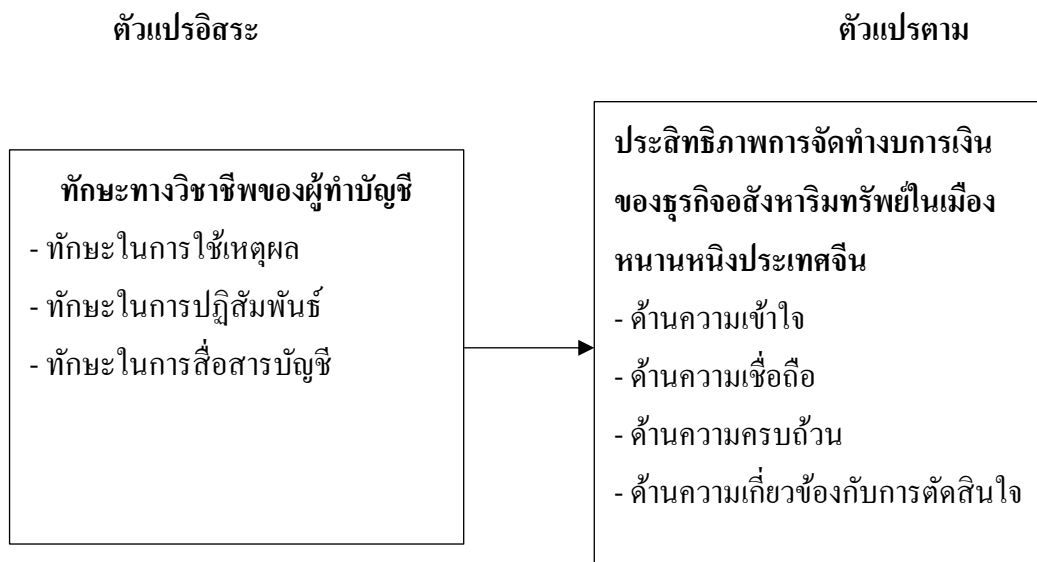 ตัวแปรอิสระ
ตัวแปรตาม
ทักษะทางวิชาชีพของผู้ทำบัญชี
- ทักษะในการใช้เหตุผล
- ทักษะในการปฏิสัมพันธ์
- ทักษะในการสื่อสารบัญชี
ประสิทธิภาพการจัดทำงบการเงิน
ของธุรกิจอสังหาริมทรัพย์ในเมือง
หนานหนิงประเทศจีน
- ด้านความเข้าใจ
- ด้านความเชื่อถือ
- ด้านความครบถ้วน
- ด้านความเกี่ยวข้องกับการตัดสินใจ